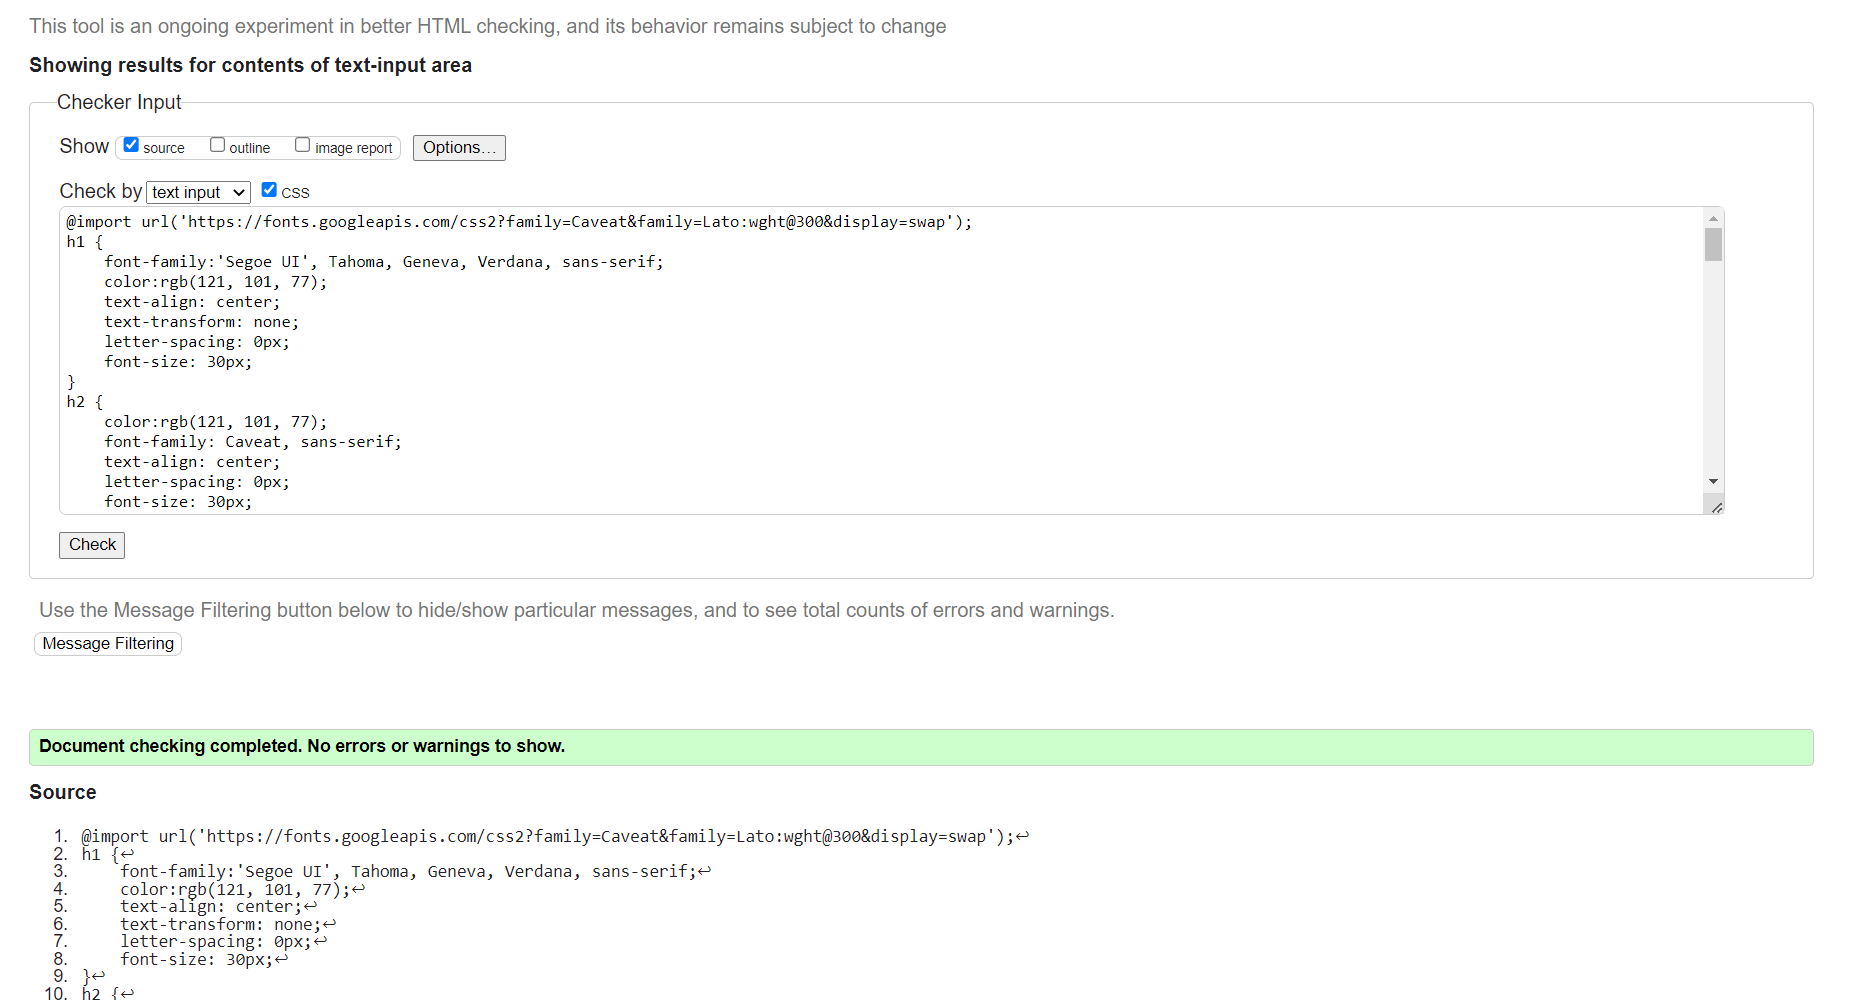 This tool is an ongoing experiment in better HTML checking, and its behavior remains subject to change
Showing results for contents of text-input area
Checker Input
Show source outline image report Options...
Check by text input CSS
@import url('https://fonts.googleapis.com/css2?family=Caveat&family=Lato:wght@300&display=swap');
h1 {
    font-family:'Segoe UI', Tahoma, Geneva, Verdana, sans-serif;
    color:rgb(121, 101, 77);
    text-align: center;
    text-transform: none;
    letter-spacing: 0px;
    font-size: 30px;
}
h2 {
    color:rgb(121, 101, 77);
    font-family: Caveat, sans-serif;
    text-align: center;
    letter-spacing: 0px;
    font-size: 30px;
Check
Use the Message Filtering button below to hide/show particular messages, and to see total counts of errors and warnings.
Message Filtering
Document checking completed. No errors or warnings to show.
Source
1. @import url('https://fonts.googleapis.com/css2?family=Caveat&family=Lato:wght@300&display=swap');↩
2. h1 {↩
3.     font-family:'Segoe UI', Tahoma, Geneva, Verdana, sans-serif;↩
4.     color:rgb(121, 101, 77);↩
5.     text-align: center;↩
6.     text-transform: none;↩
7.     letter-spacing: 0px;↩
8.     font-size: 30px;↩
9. }↩
10. h2 {↩